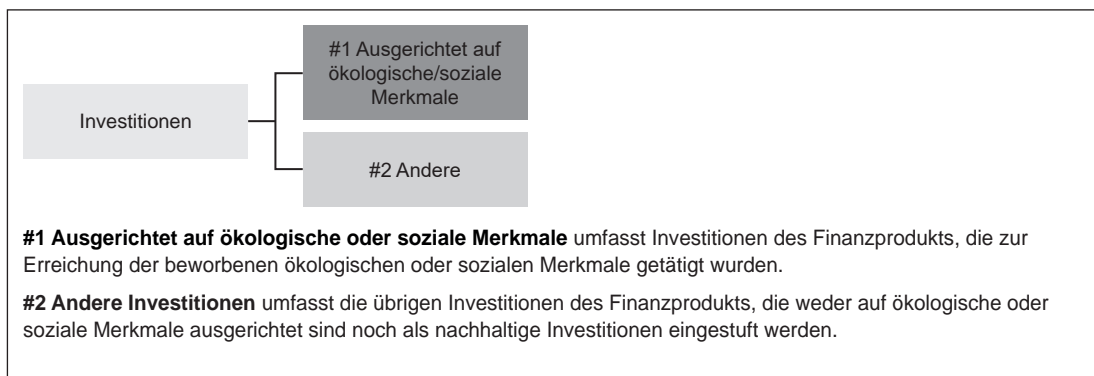 #1 Ausgerichtet auf
ökologische/soziale
Merkmale
Investitionen
#2 Andere
#1 Ausgerichtet auf ökologische oder soziale Merkmale umfasst Investitionen des Finanzprodukts, die zur
Erreichung der beworbenen ökologischen oder sozialen Merkmale getätigt wurden.
#2 Andere Investitionen umfasst die übrigen Investitionen des Finanzprodukts, die weder auf ökologische oder
soziale Merkmale ausgerichtet sind noch als nachhaltige Investitionen eingestuft werden.